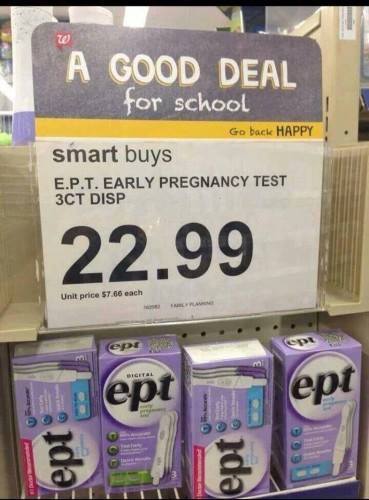 W
A GOOD DEAL
for school
Go back HAPPY
smart buys
E.P.T. EARLY PREGNANCY TEST
3CT DISP
22.99
Unit price $7.66 each
FAMILY PLANNING
ept
DIGITAL
ept
ept
ept